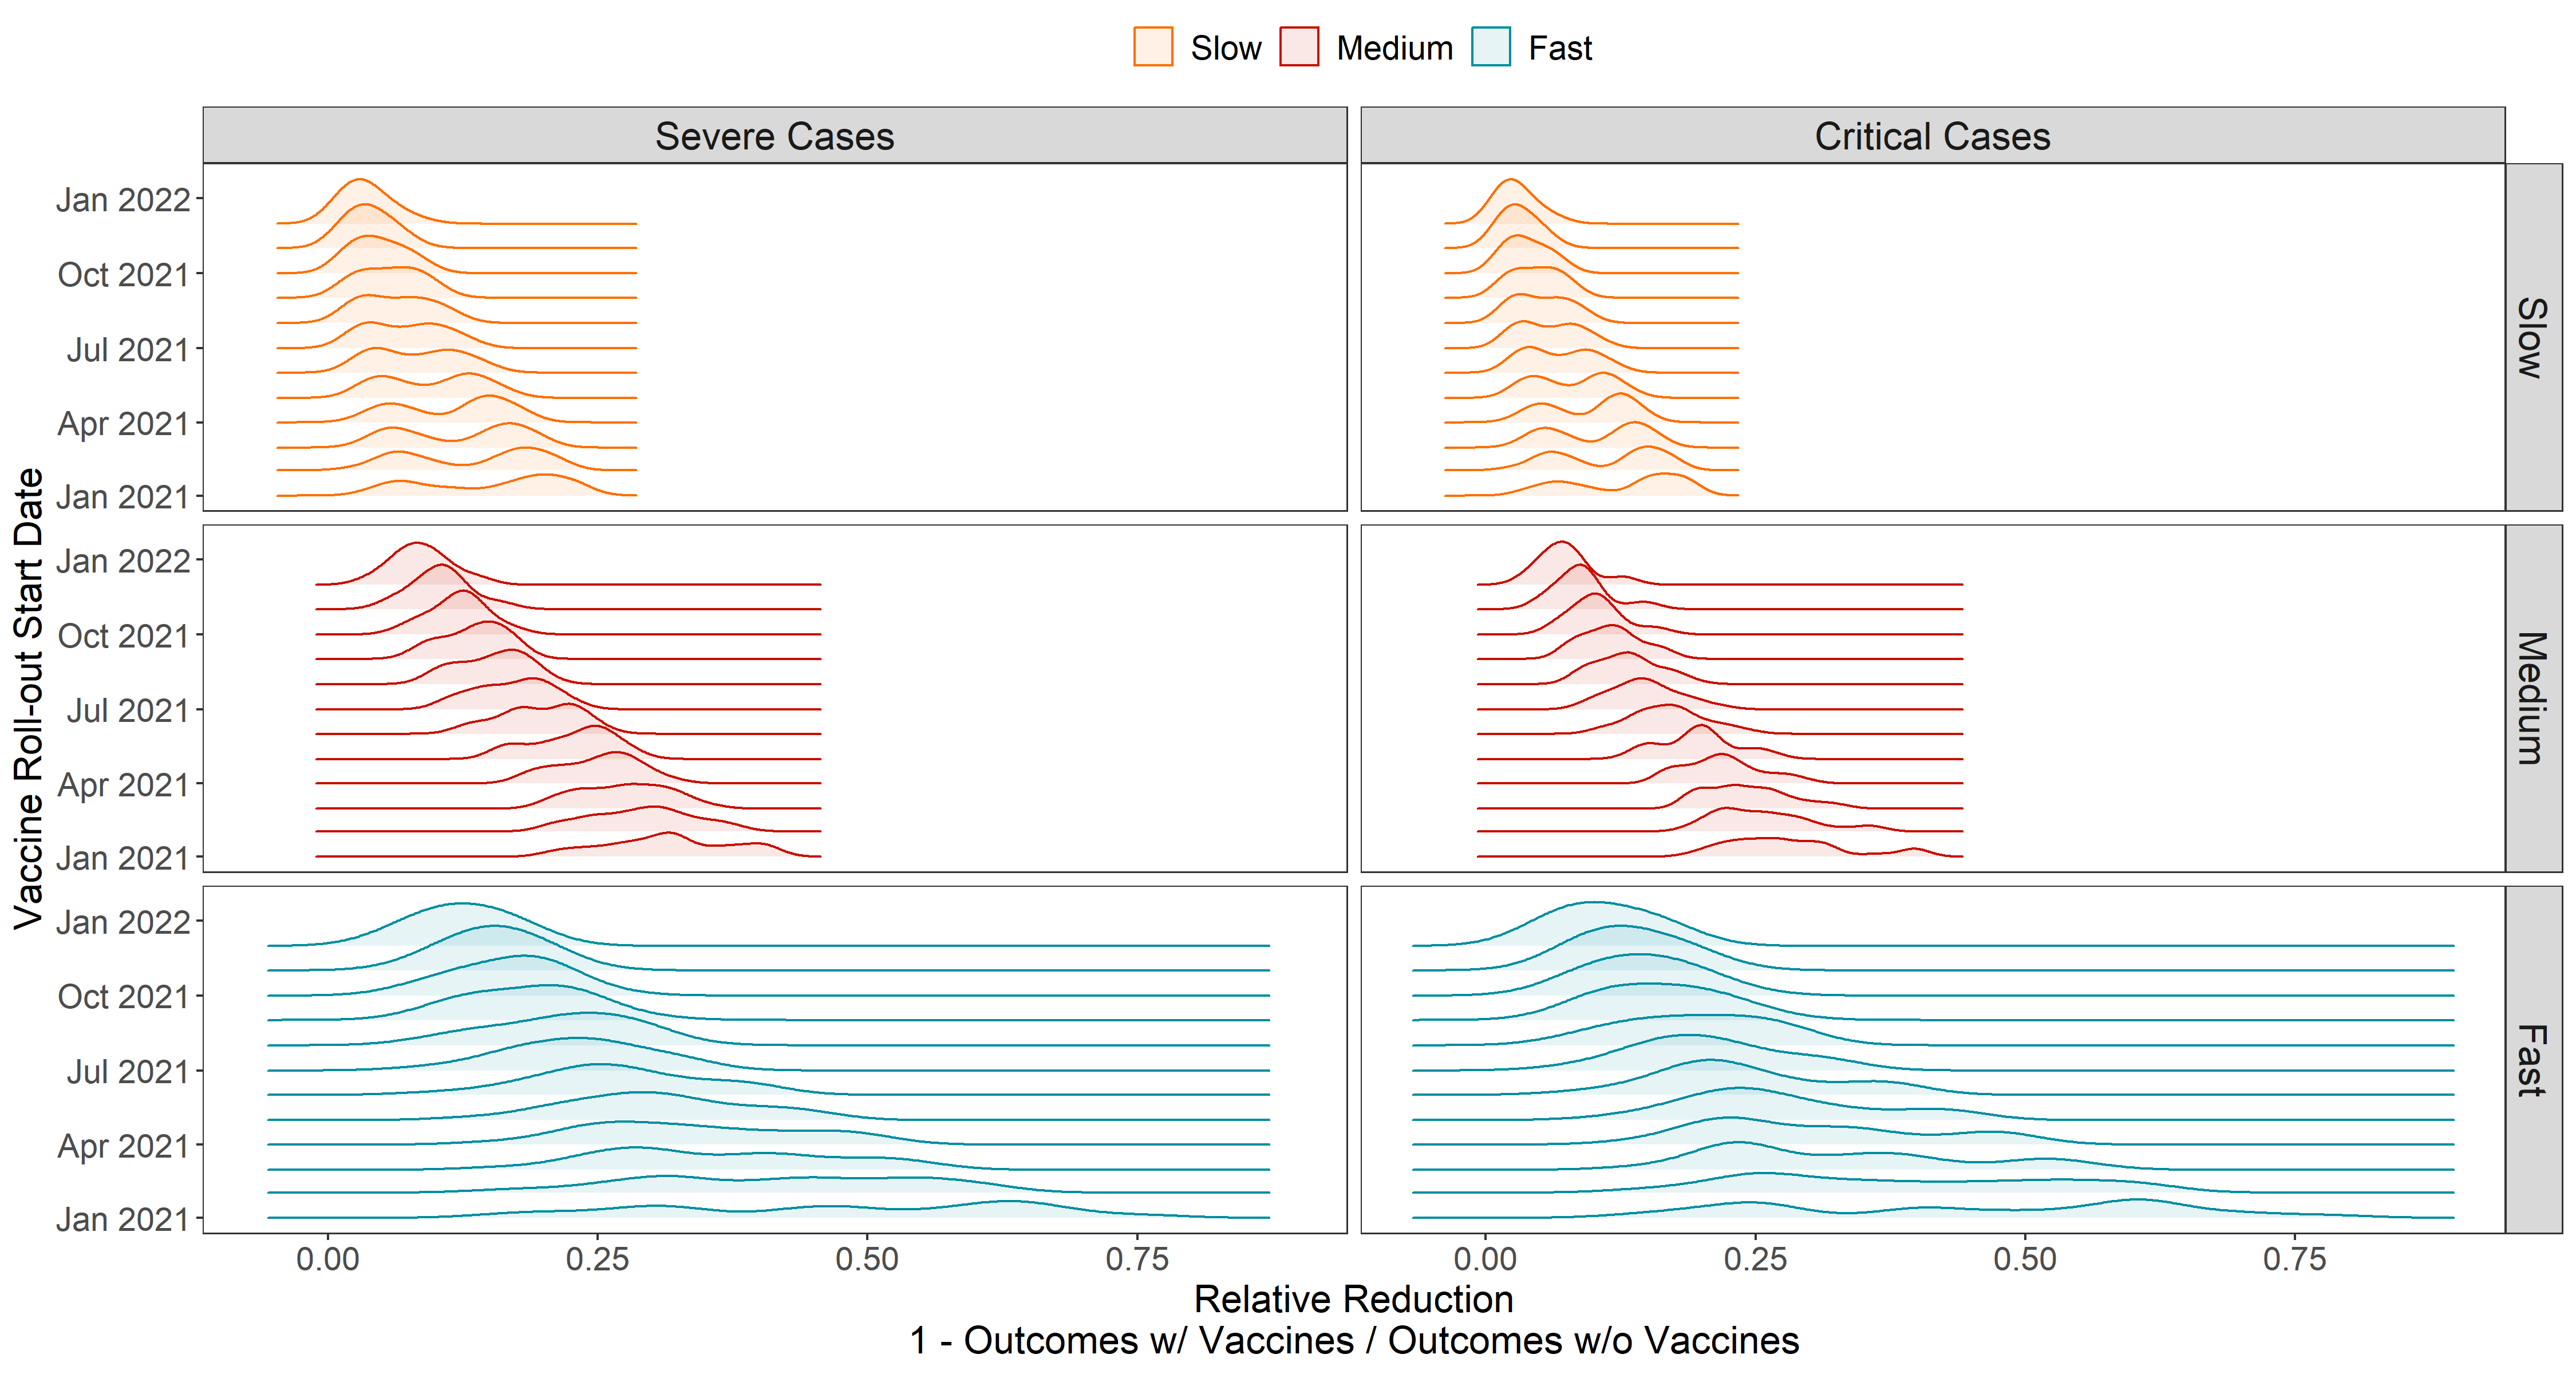 Slow Medium Fast
Severe Cases Critical Cases
Vaccine Roll-out Start Date
Jan 2022
Oct 2021
Jul 2021
Apr 2021
Jan 2021
Slow
Jan 2022
Oct 2021
Jul 2021
Apr 2021
Jan 2021
Medium
Jan 2022
Oct 2021
Jul 2021
Apr 2021
Jan 2021
Fast
0.00 0.25 0.50 0.75 0.00 0.25 0.50 0.75
Relative Reduction
1 - Outcomes w/ Vaccines / Outcomes w/o Vaccines